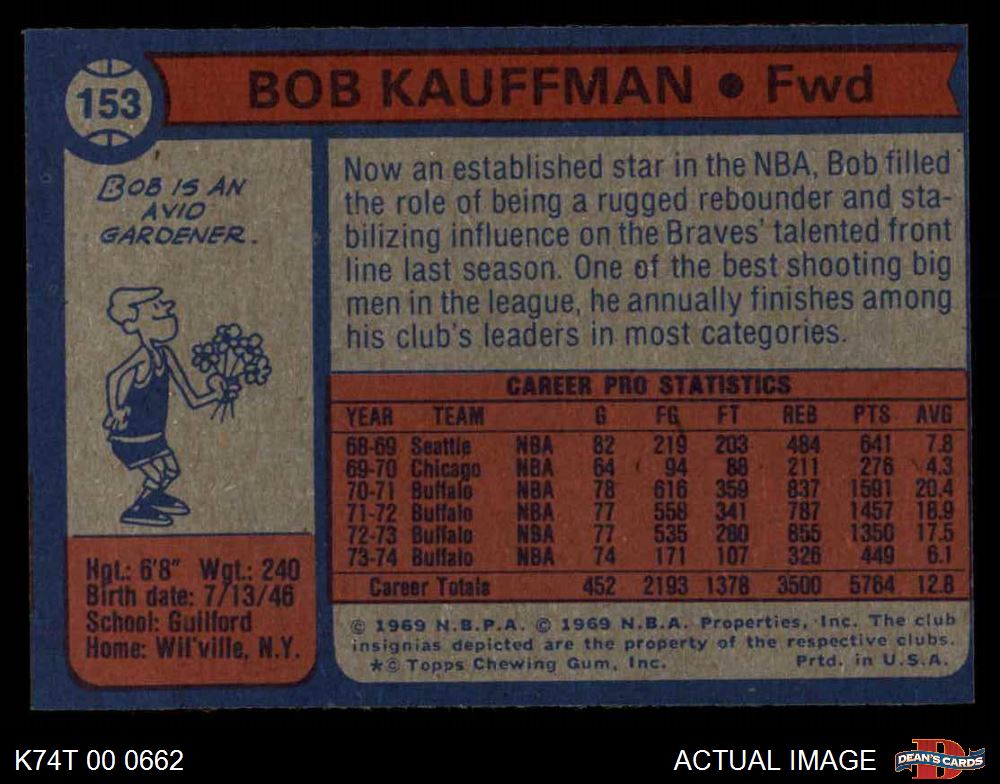 153
BOB KAUFFMAN • Fwd
BOB IS AN
AVID
GARDENER.
Hgt.: 6'8" Wgt.: 240
Birth date: 7/13/46
School: Guilford
Home: Wil'ville, N.Y.
Now an established star in the NBA, Bob filled
the role of being a rugged rebounder and sta-
bilizing influence on the Braves' talented front
line last season. One of the best shooting big
men in the league, he annually finishes among
his club's leaders in most categories.
CAREER PRO STATISTICS
YEAR TEAM G FG FT REB PTS AVG
68-69 Seattle NBA 82 219 203 484 641 7.8
69-70 Chicago NBA 64 94 88 211 276 4.3
70-71 Buffalo NBA 78 616 359 837 1591 20.4
71-72 Buffalo NBA 77 558 341 787 1457 18.9
72-73 Buffalo NBA 77 535 280 855 1350 17.5
73-74 Buffalo NBA 74 171 107 326 449 6.1
Career Totals 452 2193 1378 3500 5764 12.8
© 1969 N.B.P.A. © 1969 N.B.A. Properties, Inc. The club
insignias depicted are the property of the respective clubs.
*© Topps Chewing Gum, Inc. Prtd. in U.S.A.
K74T 00 0662
ACTUAL IMAGE
DEAN'S CARDS